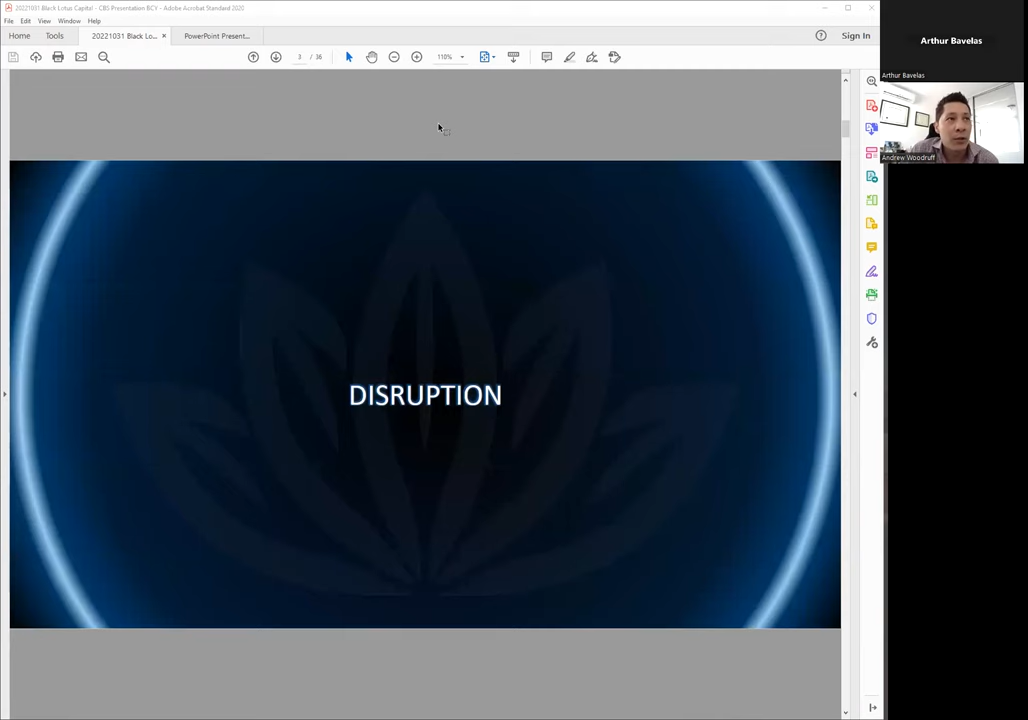 20221031 Black Lotus Capital - CBS Presentation BCY - Adobe Acrobat Standard 2020
File Edit View Window Help
Home Tools 20221031 Black Lo... × PowerPoint Present... Sign In
3 / 36 110%
DISRUPTION
Arthur Bavelas
Arthur Bavelas
Andrew Woodruff